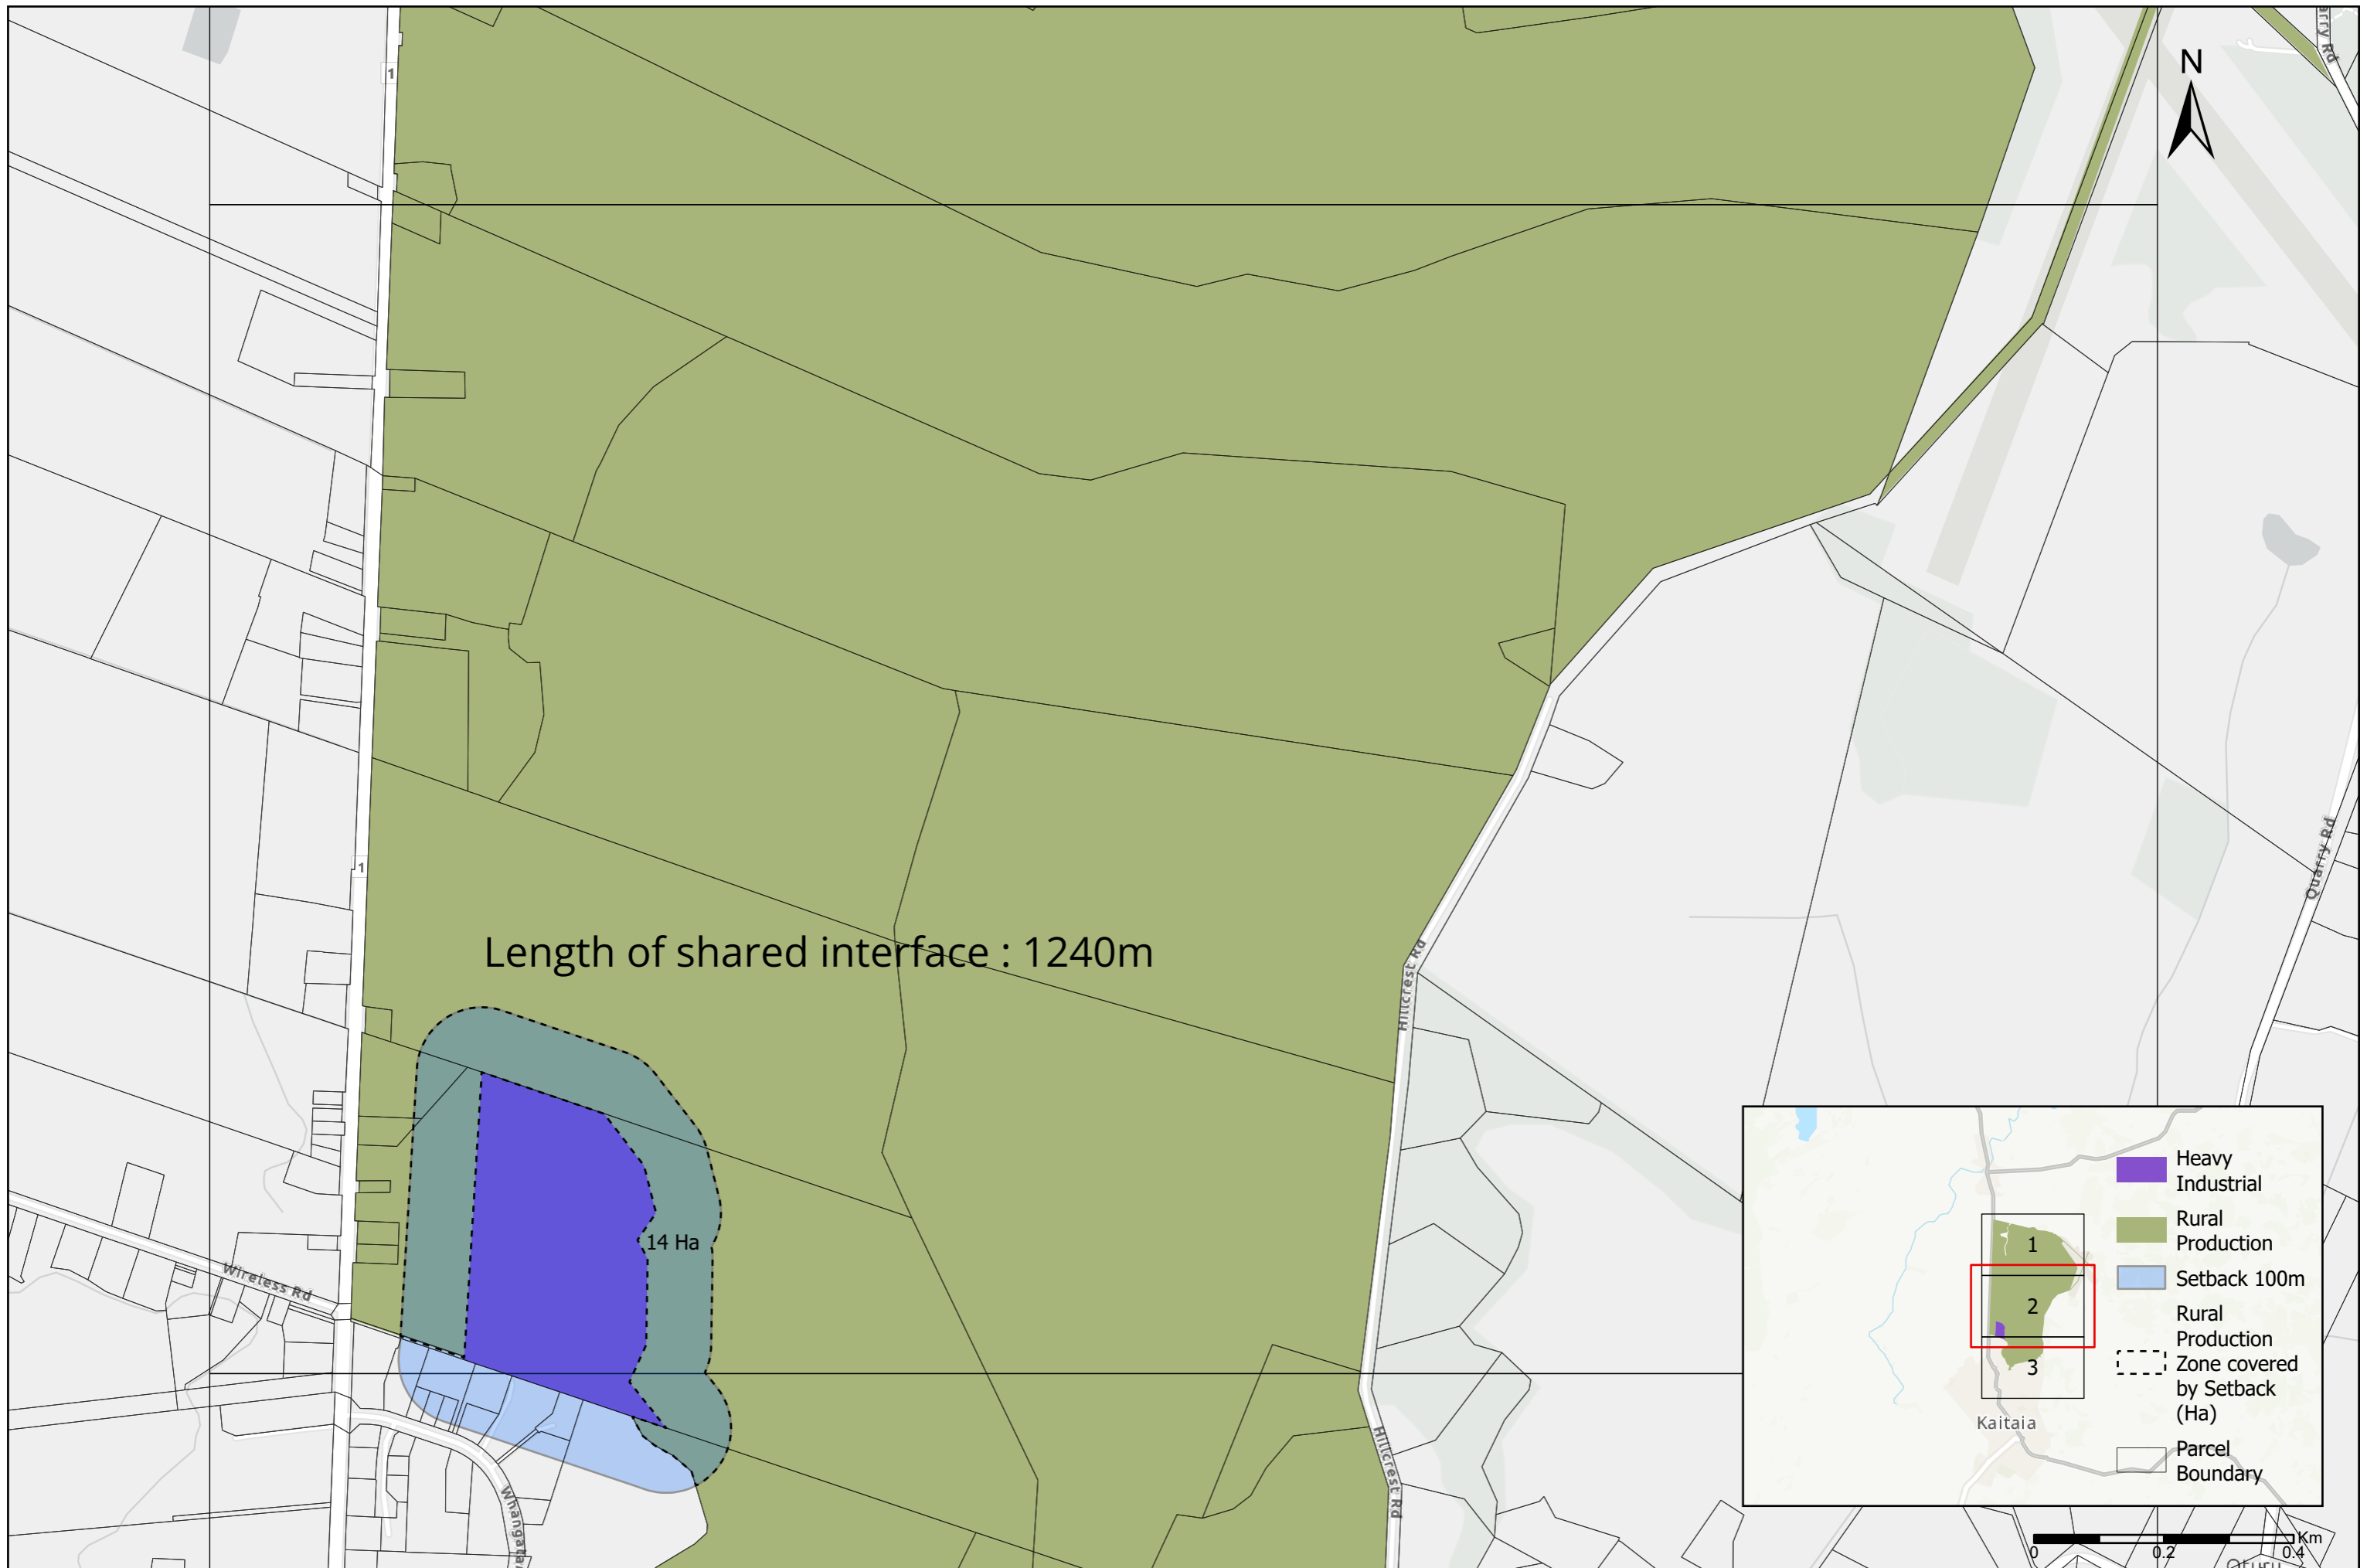 N
1
1
Quarry Rd
Length of shared interface : 1240m
Hillcrest Rd
14 Ha
Wireless Rd
Hillcrest Rd
1
2
3
Kaitaia
Heavy
Industrial
Rural
Production
Setback 100m
Rural
Production
Zone covered
by Setback
(Ha)
Parcel
Boundary
Km
0
0.2
0.4